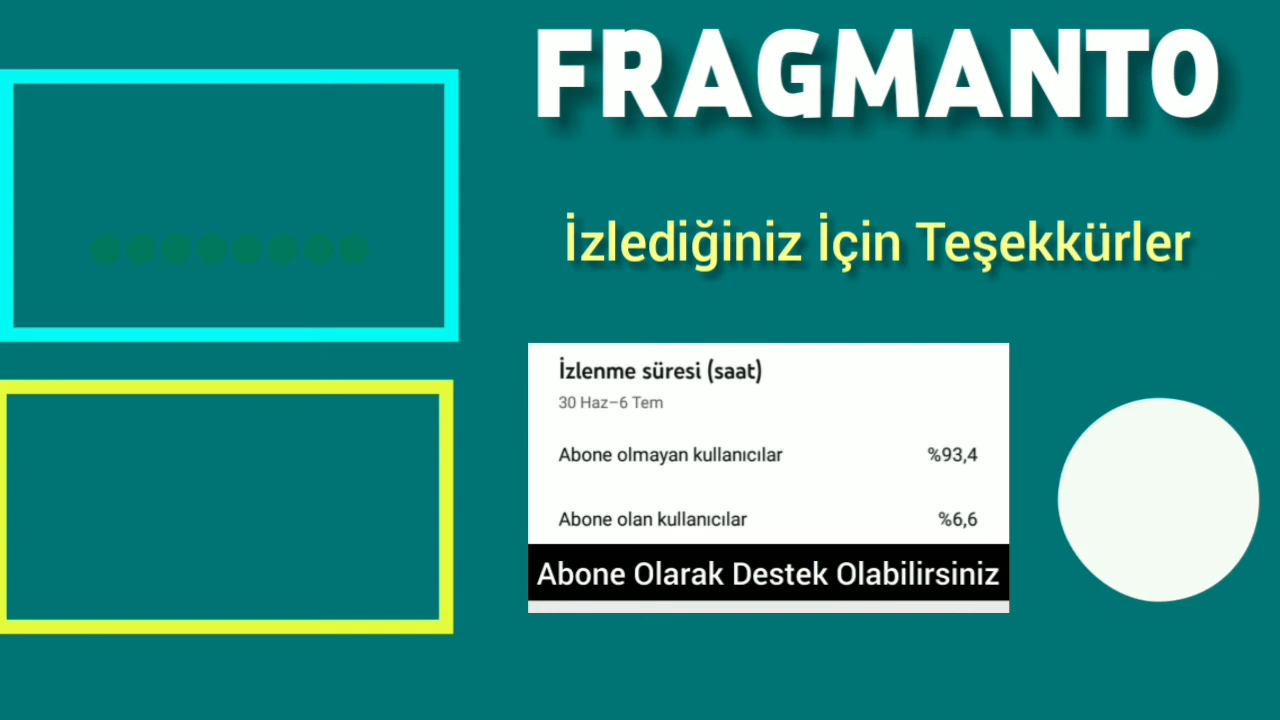 FRAGMANTO
İzlediğiniz İçin Teşekkürler
İzlenme süresi (saat)
30 Haz–6 Tem
Abone olmayan kullanıcılar %93,4
Abone olan kullanıcılar %6,6
Abone Olarak Destek Olabilirsiniz